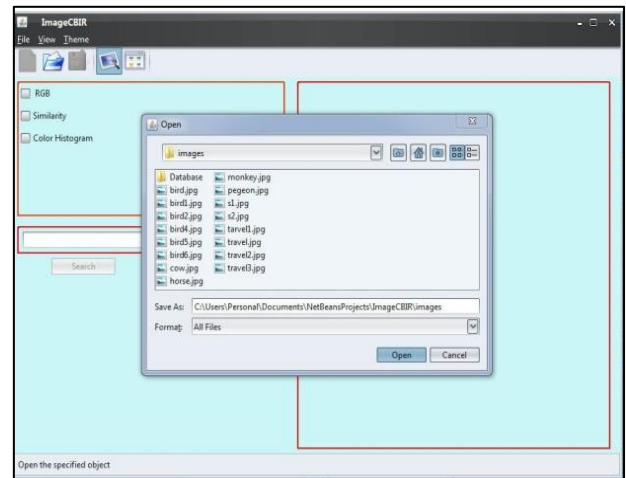 ImageCBIR
File View Theme
RGB
Similarity
Color Histogram
Search
Open
images
Database
bird.jpg
bird1.jpg
bird2.jpg
bird4.jpg
bird5.jpg
bird6.jpg
cow.jpg
horse.jpg
monkey.jpg
pegeon.jpg
s1.jpg
s2.jpg
tarvel1.jpg
travel.jpg
travel2.jpg
travel3.jpg
Save As: C:\Users\Personal\Documents\NetBeansProjects\ImageCBIR\images
Format: All Files
Open Cancel
Open the specified object